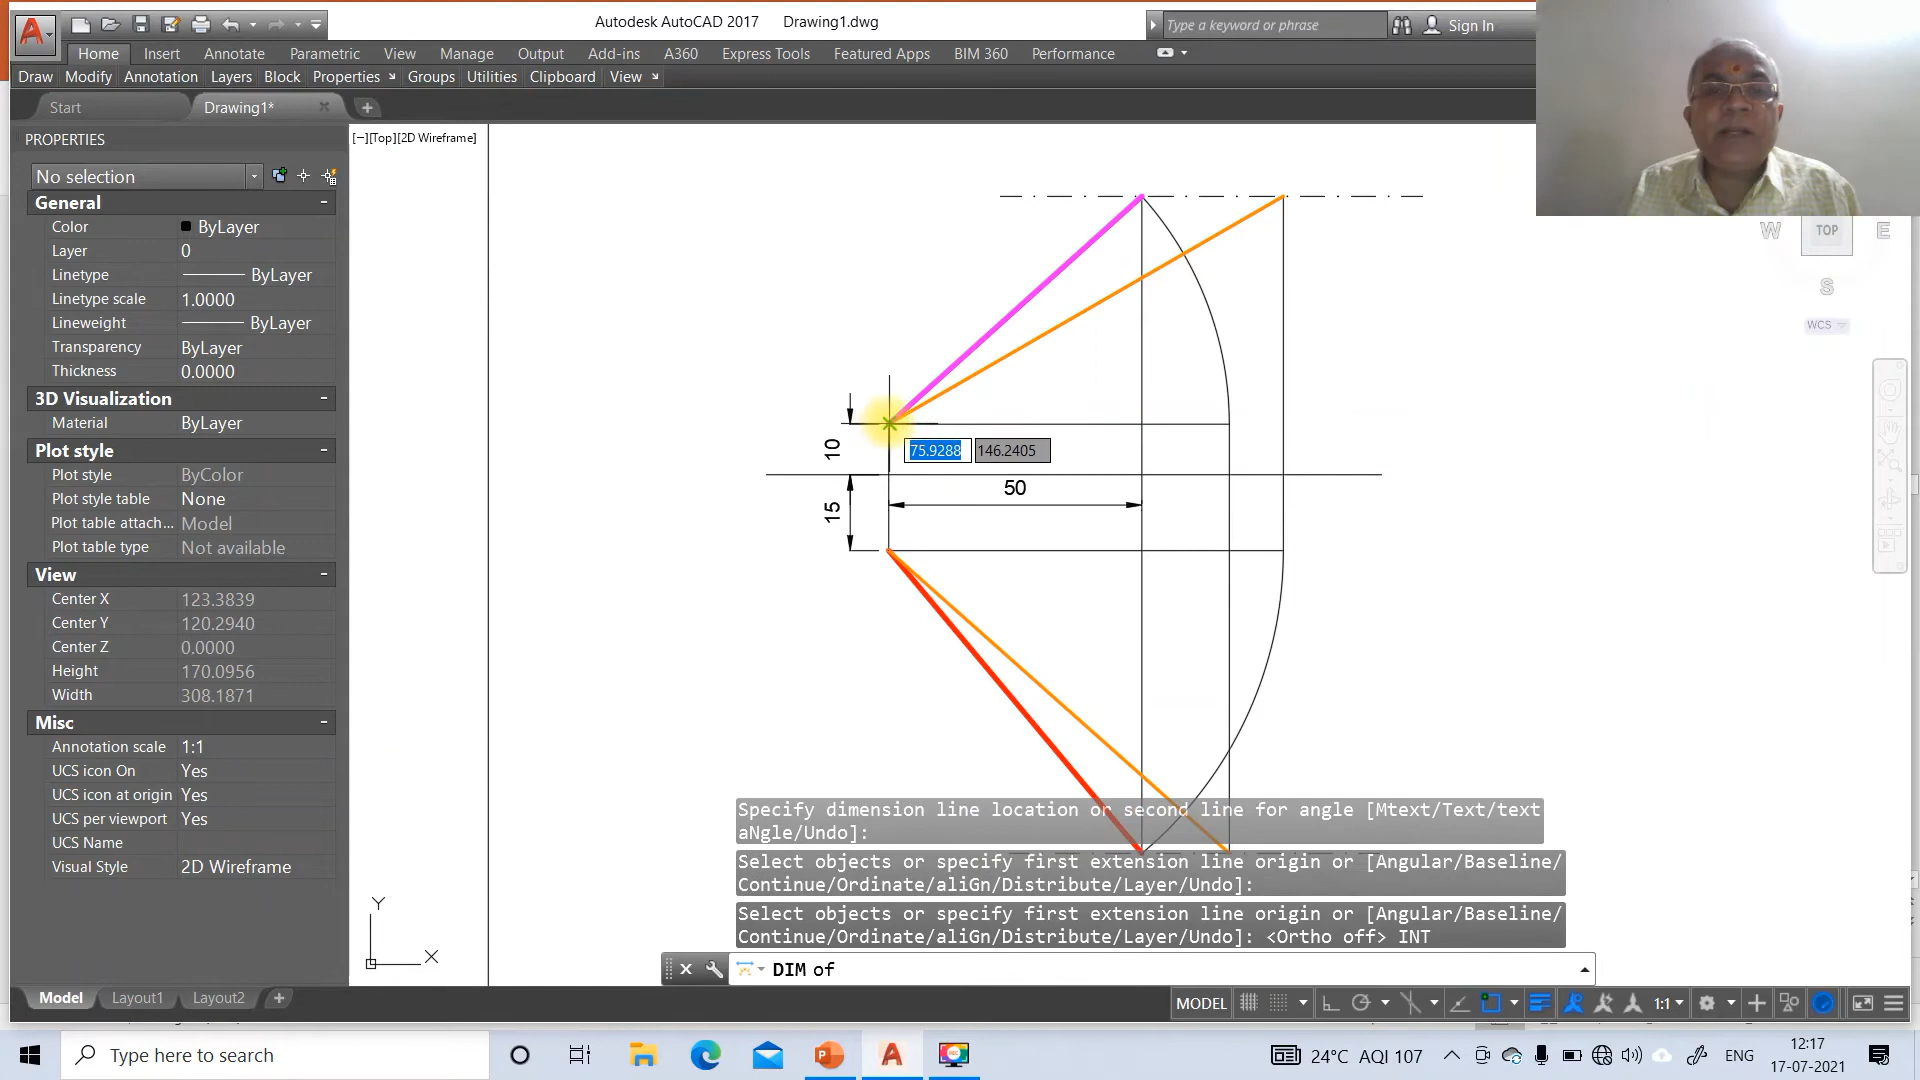 Autodesk AutoCAD 2017 Drawing1.dwg
Type a keyword or phrase
Sign In
Home Insert Annotate Parametric View Manage Output Add-ins A360 Express Tools Featured Apps BIM 360 Performance
Draw Modify Annotation Layers Block Properties Groups Utilities Clipboard View
Start Drawing1*
PROPERTIES
[−][Top][2D Wireframe]
No selection
General
Color ByLayer
Layer 0
Linetype ByLayer
Linetype scale 1.0000
Lineweight ByLayer
Transparency ByLayer
Thickness 0.0000
3D Visualization
Material ByLayer
Plot style
Plot style ByColor
Plot style table None
Plot table attach... Model
Plot table type Not available
View
Center X 123.3839
Center Y 120.2940
Center Z 0.0000
Height 170.0956
Width 308.1871
Misc
Annotation scale 1:1
UCS icon On Yes
UCS icon at origin Yes
UCS per viewport Yes
UCS Name
Visual Style 2D Wireframe
W TOP E
S
WCS
10
75.9288 146.2405
50
15
Y
X
Specify dimension line location or second line for angle [Mtext/Text/text
aNgle/Undo]:
Select objects or specify first extension line origin or [Angular/Baseline/
Continue/Ordinate/aliGn/Distribute/Layer/Undo]:
Select objects or specify first extension line origin or [Angular/Baseline/
Continue/Ordinate/aliGn/Distribute/Layer/Undo]: <Ortho off> INT
DIM of
Model Layout1 Layout2
MODEL 1:1
Type here to search
24°C AQI 107
ENG
12:17
17-07-2021